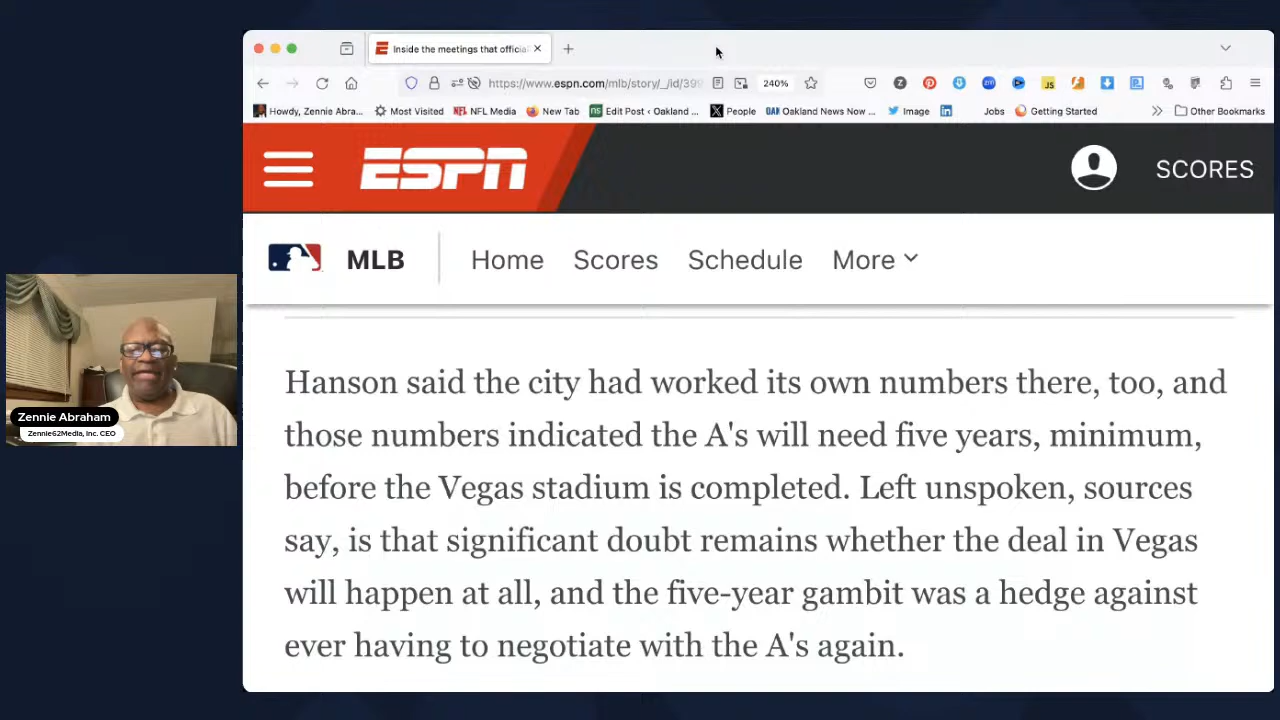 Inside the meetings that officia
https://www.espn.com/mlb/story/_/id/399
240%
Howdy, Zennie Abra...
Most Visited
NFL Media
New Tab
Edit Post ‹ Oakland ...
People
Oakland News Now ...
Image
Jobs
Getting Started
Other Bookmarks
ESPN
SCORES
MLB
Home
Scores
Schedule
More
Hanson said the city had worked its own numbers there, too, and
those numbers indicated the A's will need five years, minimum,
before the Vegas stadium is completed. Left unspoken, sources
say, is that significant doubt remains whether the deal in Vegas
will happen at all, and the five-year gambit was a hedge against
ever having to negotiate with the A's again.
Zennie Abraham
Zennie62Media, Inc. CEO